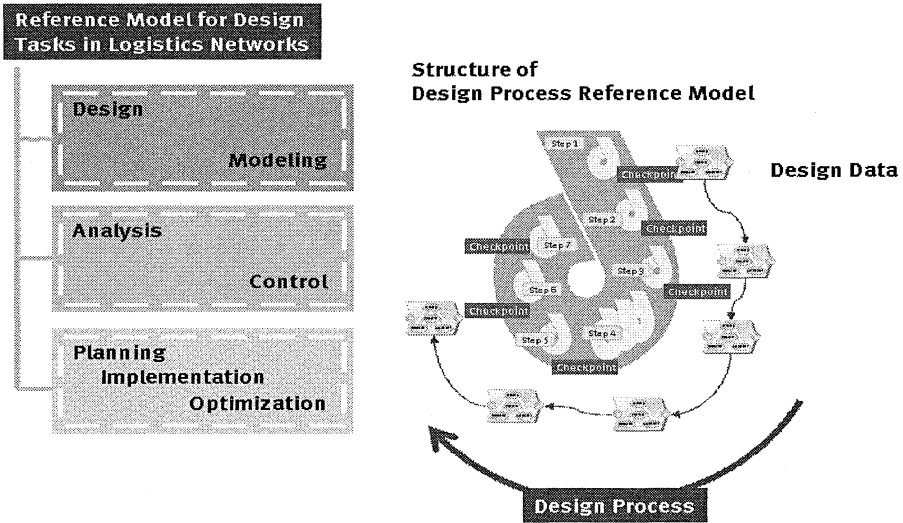 Reference Model for Design
Tasks in Logistics Networks
Design
Modeling
Analysis
Control
Planning
Implementation
Optimization
Structure of
Design Process Reference Model
Design Data
Step 1
Checkpoint
Step 2
Checkpoint
Step 3
Checkpoint
Step 4
Checkpoint
Step 5
Checkpoint
Step 6
Checkpoint
Step 7
Design Process